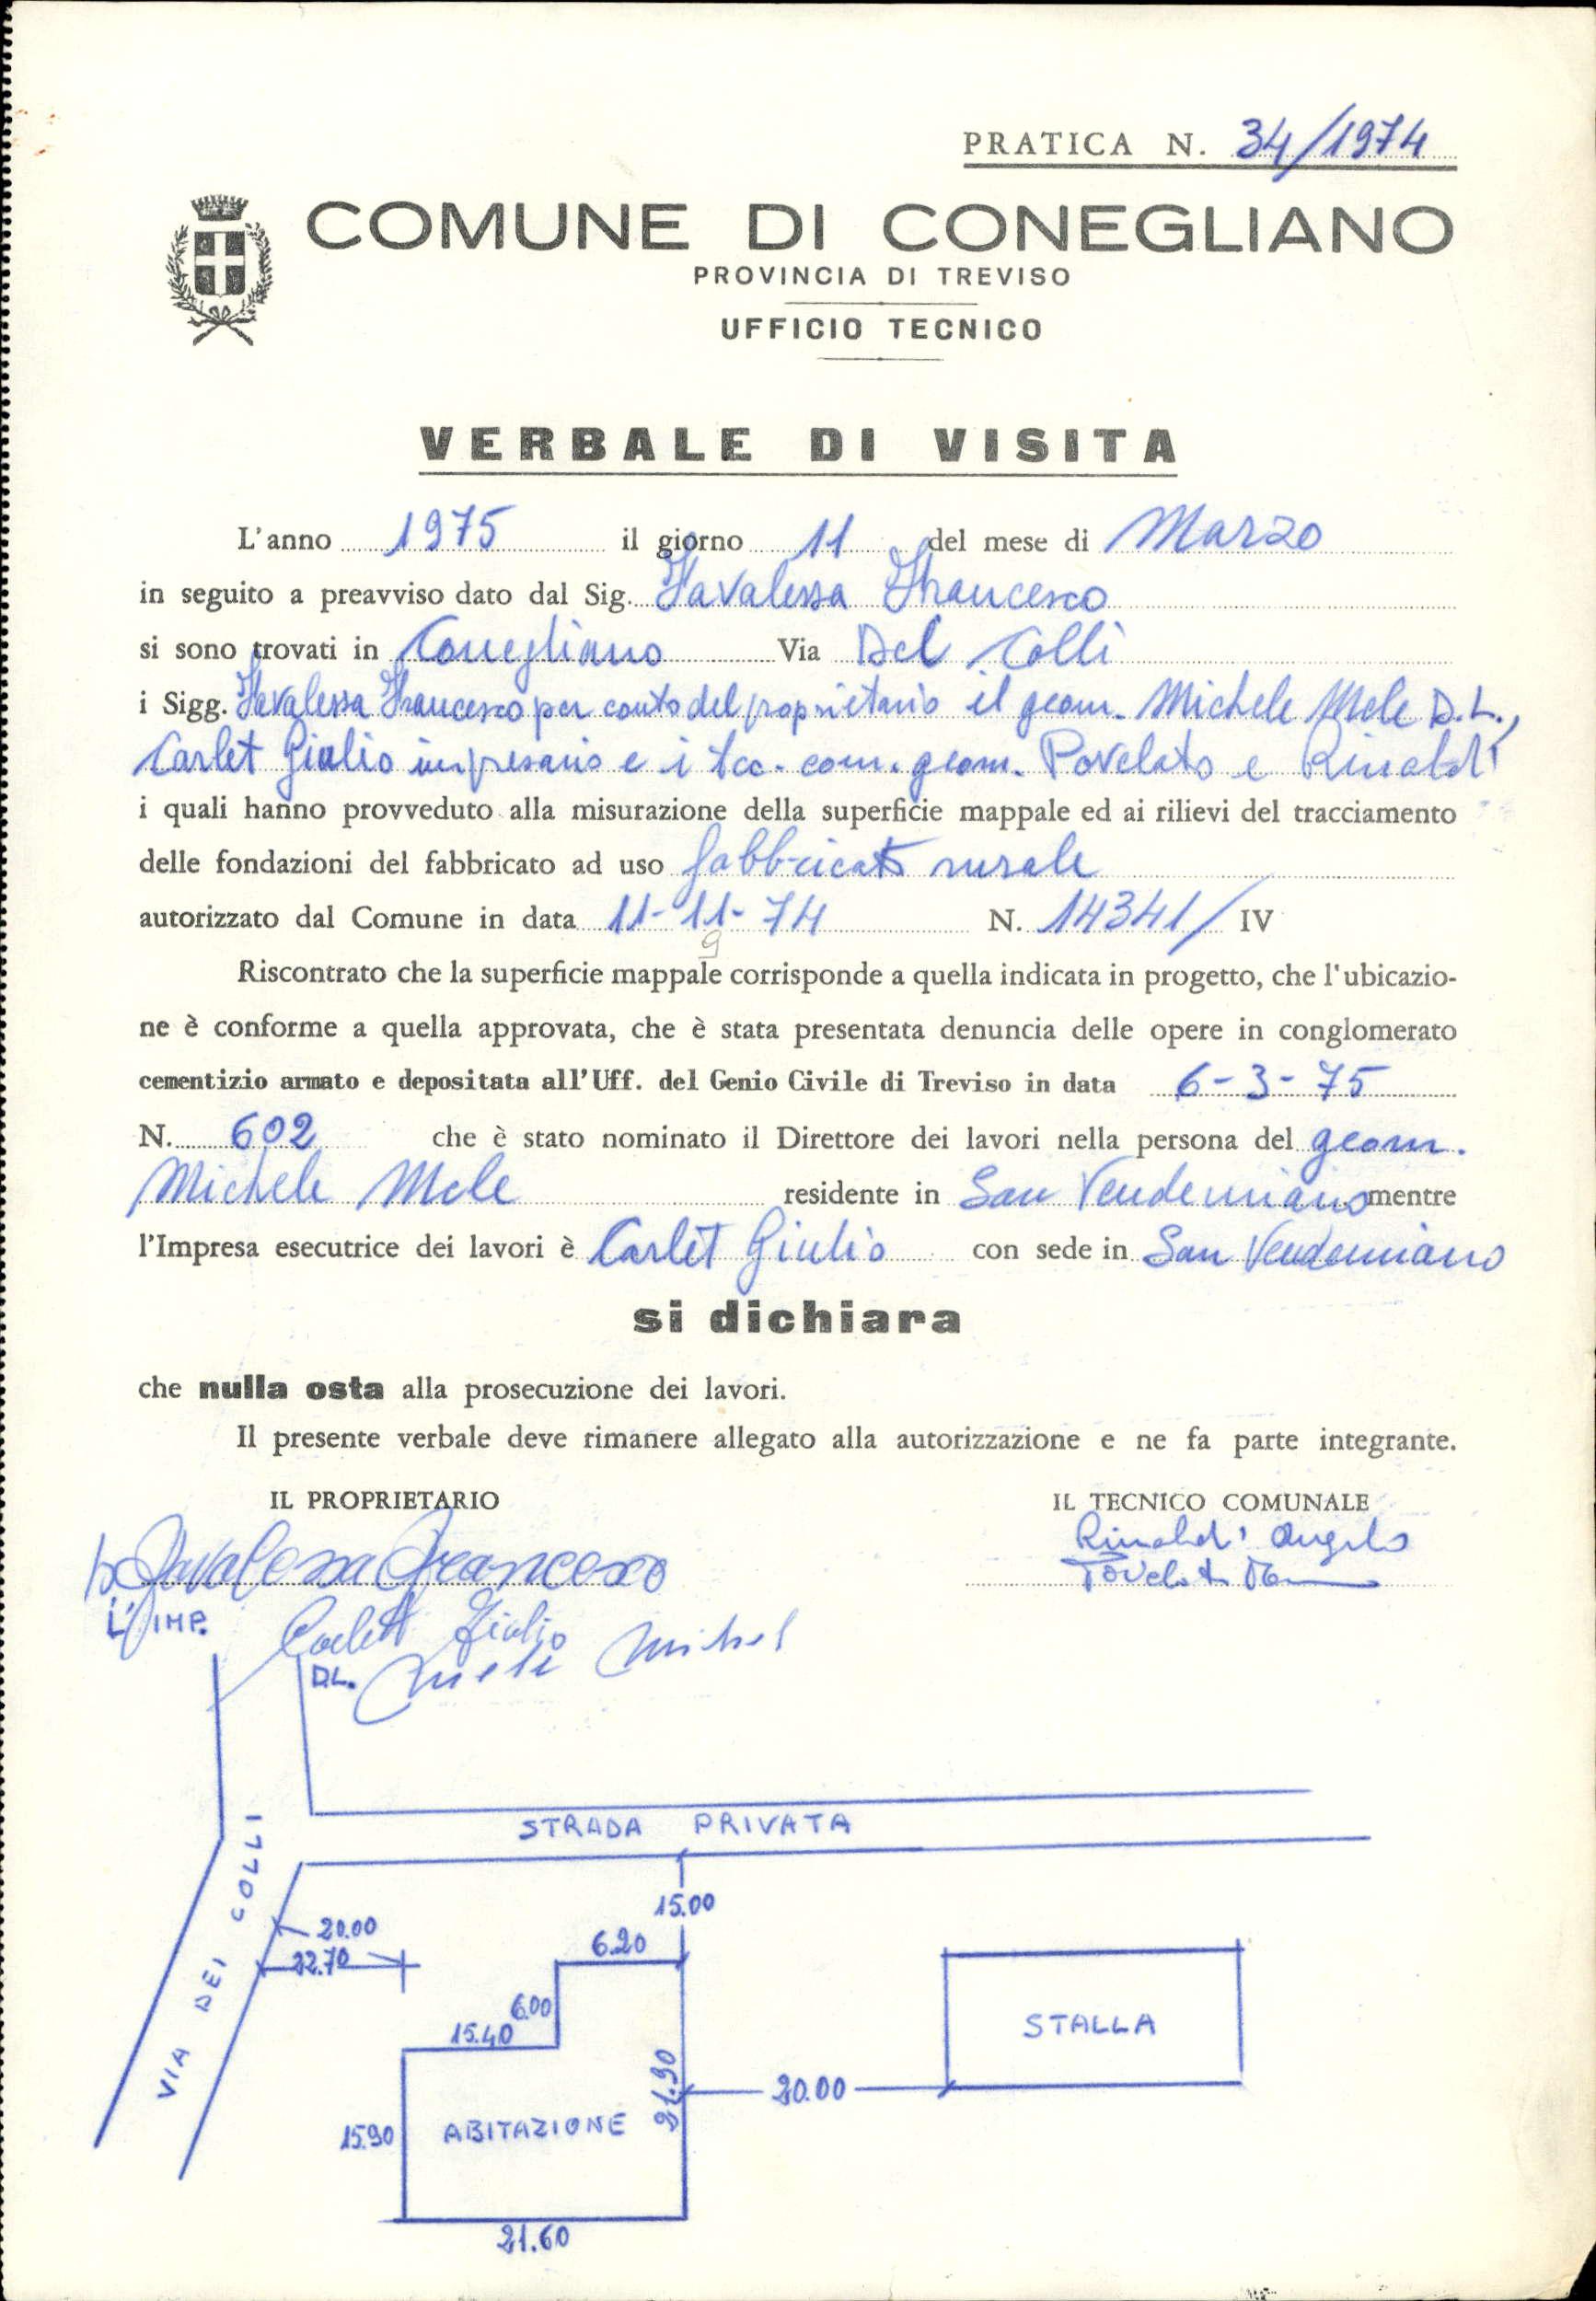 PRATICA N. 34/1974
COMUNE DI CONEGLIANO
PROVINCIA DI TREVISO
UFFICIO TECNICO
VERBALE DI VISITA
L'anno 1975 il giorno 11 del mese di Marzo
in seguito a preavviso dato dal Sig. Favalessa Francesco
si sono trovati in Conegliano Via Dei Colli
i Sigg. Favalessa Francesco per conto del proprietario il geom. Michele Mele D.L.,
Carlet Giulio impresario e i tec. com. geom. Povelato e Rinaldi
i quali hanno provveduto alla misurazione della superficie mappale ed ai rilievi del tracciamento
delle fondazioni del fabbricato ad uso fabbricato rurale
autorizzato dal Comune in data 11-11-74 N. 14341/ IV
9
Riscontrato che la superficie mappale corrisponde a quella indicata in progetto, che l'ubicazio-
ne è conforme a quella approvata, che è stata presentata denuncia delle opere in conglomerato
cementizio armato e depositata all'Uff. del Genio Civile di Treviso in data 6-3-75
N. 602 che è stato nominato il Direttore dei lavori nella persona del geom.
Michele Mele residente in San Vendemiano mentre
l'Impresa esecutrice dei lavori è Carlet Giulio con sede in San Vendemiano
si dichiara
che nulla osta alla prosecuzione dei lavori.
Il presente verbale deve rimanere allegato alla autorizzazione e ne fa parte integrante.
IL PROPRIETARIO IL TECNICO COMUNALE
Rinaldi Angelo
p. Favalessa Francesco Povelato
L'IMP. Carlet Giulio
D.L. Mele Michel
STRADA PRIVATA
VIA DEI COLLI
15.00
20.00
6.20
22.70
6.00
15.40
STALLA
21.90
20.00
15.90
ABITAZIONE
21.60